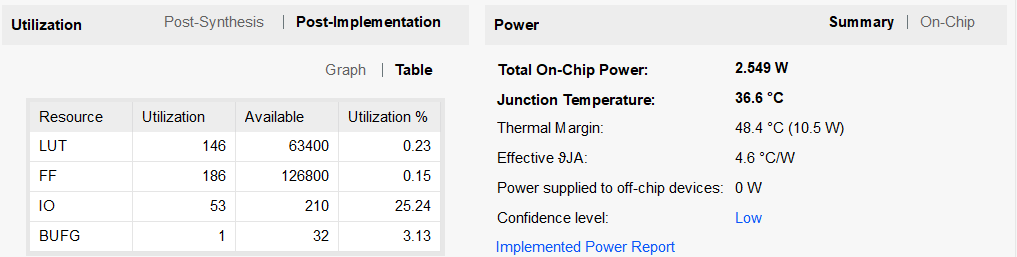 Utilization Post-Synthesis | Post-Implementation
Graph | Table
Resource Utilization Available Utilization %
LUT 146 63400 0.23
FF 186 126800 0.15
IO 53 210 25.24
BUFG 1 32 3.13
Power Summary | On-Chip
Total On-Chip Power: 2.549 W
Junction Temperature: 36.6 °C
Thermal Margin: 48.4 °C (10.5 W)
Effective ϑJA: 4.6 °C/W
Power supplied to off-chip devices: 0 W
Confidence level: Low
Implemented Power Report